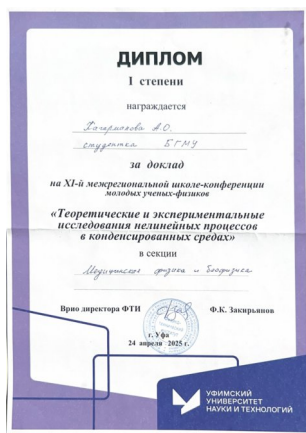 ДИПЛОМ
I степени
награждается
А.О.
студентка БГМУ
за доклад
на XI-й межрегиональной школе-конференции
молодых ученых-физиков
«Теоретические и экспериментальные
исследования нелинейных процессов
в конденсированных средах»
в секции
Медицинская физика и биофизика
Врио директора ФТИ Ф.К. Закирьянов
г. Уфа
24 апреля 2025 г.
УФИМСКИЙ
УНИВЕРСИТЕТ
НАУКИ И ТЕХНОЛОГИЙ